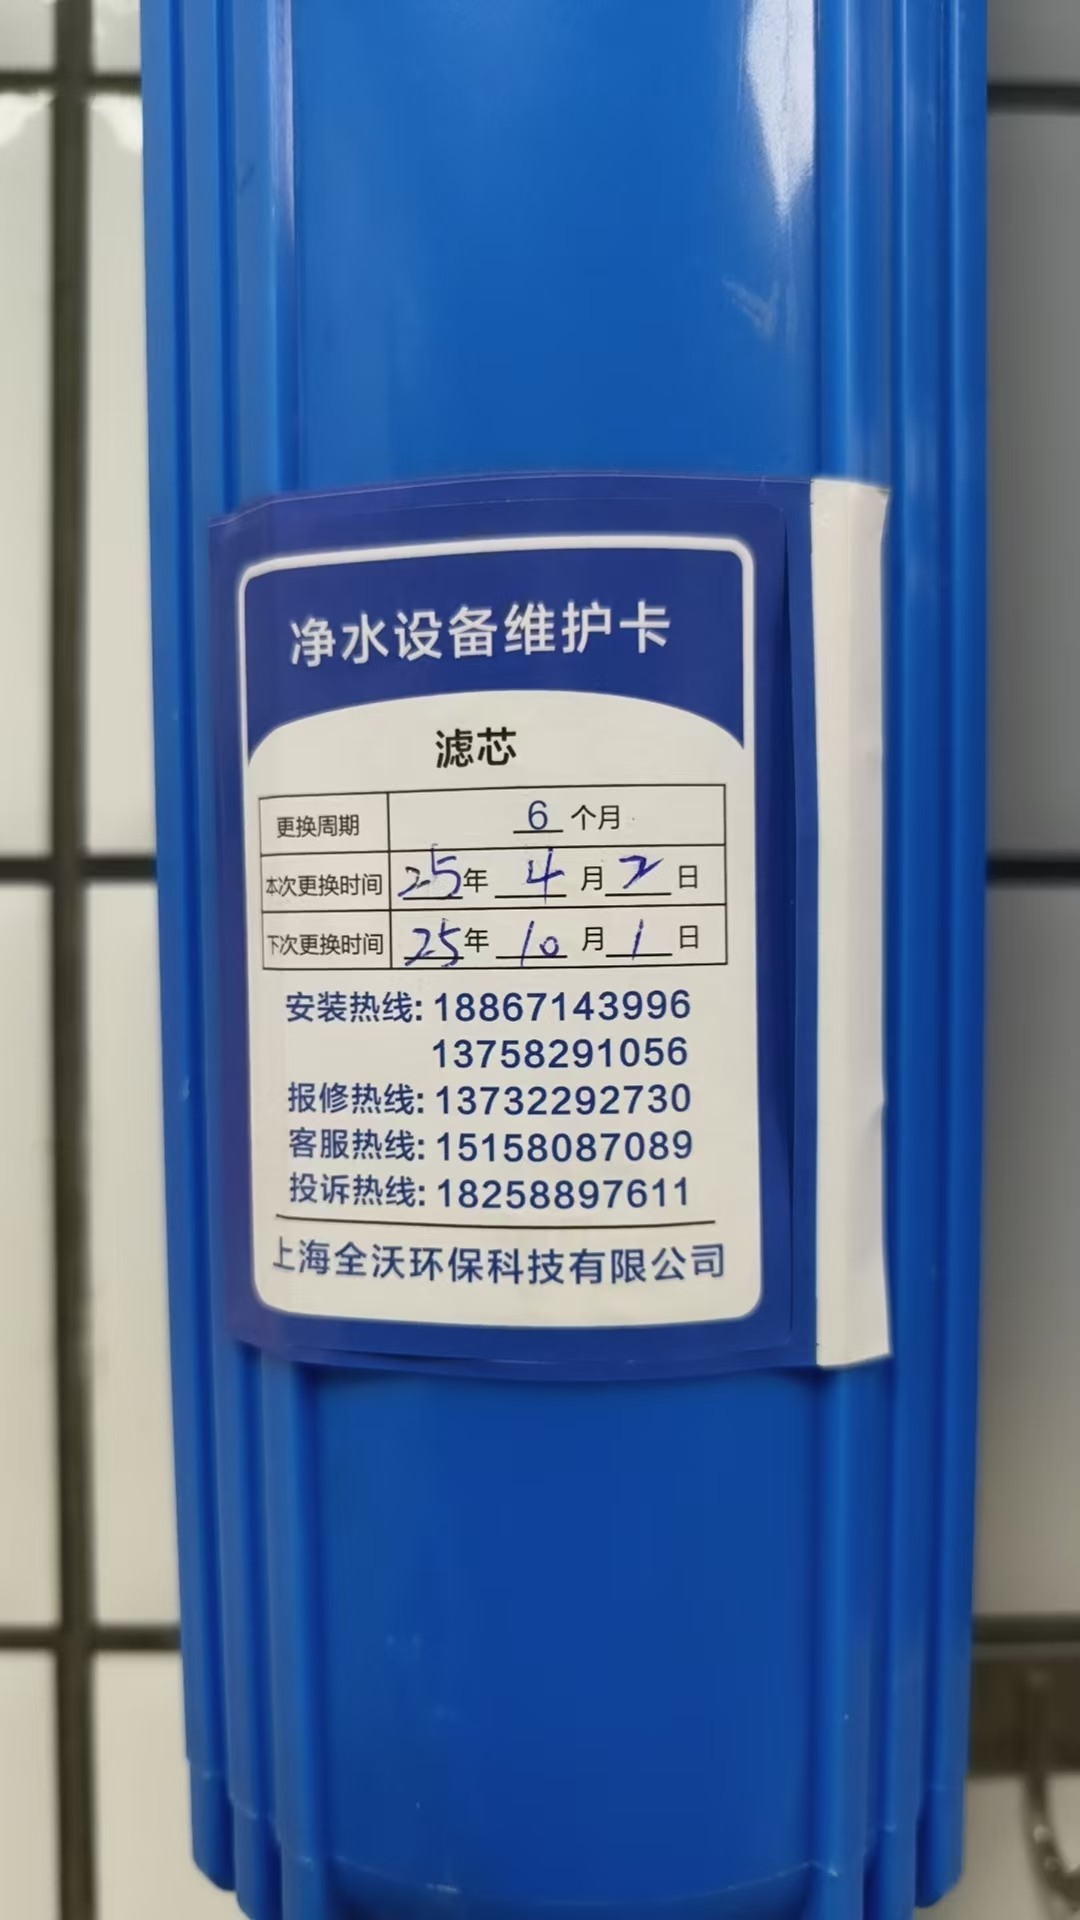 净水设备维护卡
滤芯
更换周期 6 个月
本次更换时间 25年 4 月 2 日
下次更换时间 25年 10 月 1 日
安装热线: 18867143996
13758291056
报修热线: 13732292730
客服热线: 15158087089
投诉热线: 18258897611
上海全沃环保科技有限公司